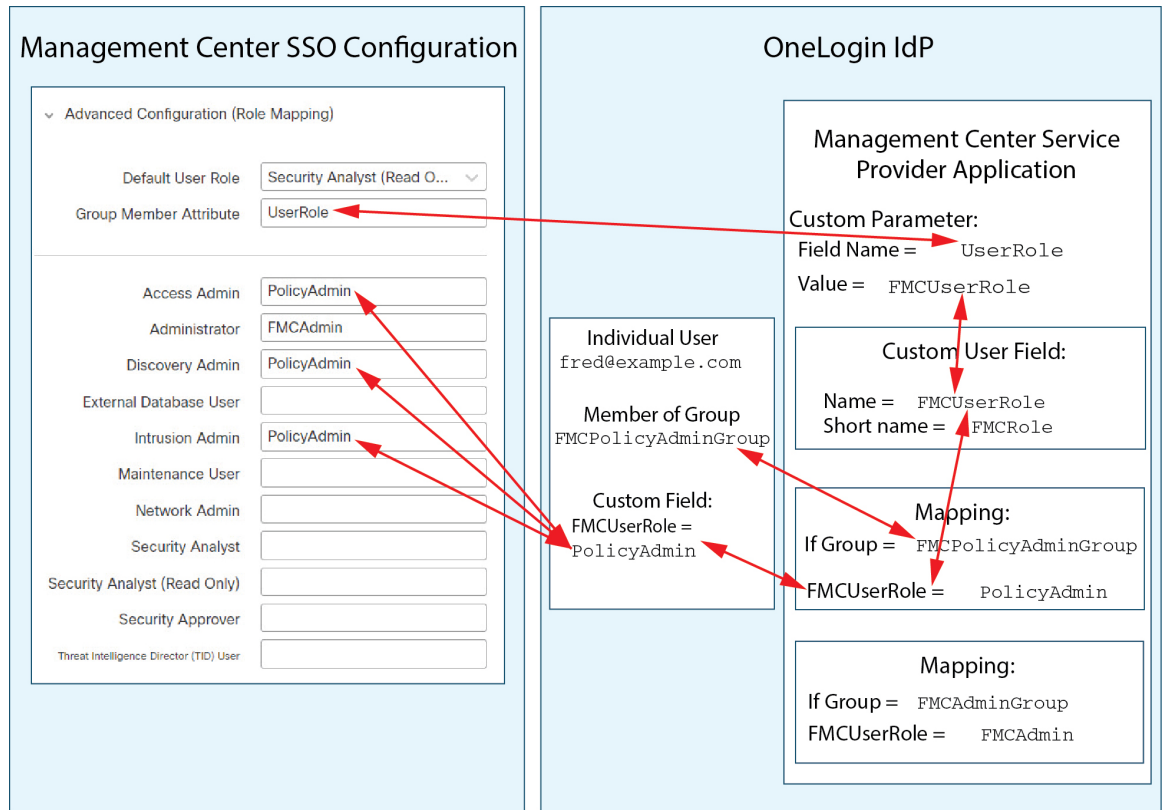 Management Center SSO Configuration
Advanced Configuration (Role Mapping)
Default User Role Security Analyst (Read O...
Group Member Attribute UserRole
Access Admin PolicyAdmin
Administrator FMCAdmin
Discovery Admin PolicyAdmin
External Database User
Intrusion Admin PolicyAdmin
Maintenance User
Network Admin
Security Analyst
Security Analyst (Read Only)
Security Approver
Threat Intelligence Director (TID) User
OneLogin IdP
Individual User
fred@example.com
Member of Group
FMCPolicyAdminGroup
Custom Field:
FMCUserRole =
PolicyAdmin
Management Center Service
Provider Application
Custom Parameter:
Field Name = UserRole
Value = FMCUserRole
Custom User Field:
Name = FMCUserRole
Short name = FMCRole
Mapping:
If Group = FMCPolicyAdminGroup
FMCUserRole = PolicyAdmin
Mapping:
If Group = FMCAdminGroup
FMCUserRole = FMCAdmin